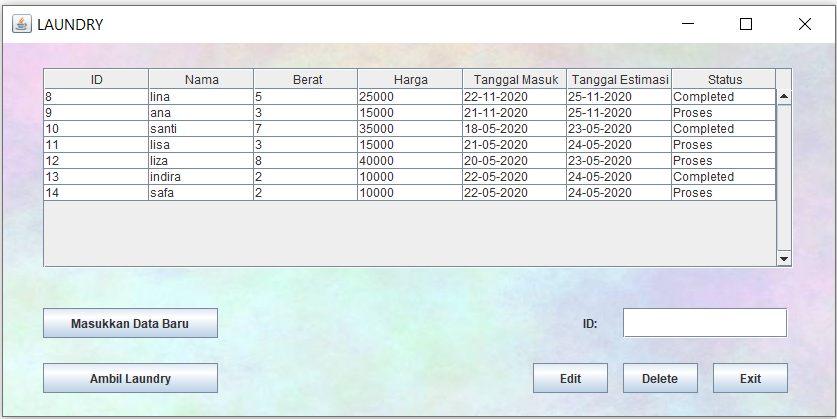 LAUNDRY
ID Nama Berat Harga Tanggal Masuk Tanggal Estimasi Status
8 lina 5 25000 22-11-2020 25-11-2020 Completed
9 ana 3 15000 21-11-2020 25-11-2020 Proses
10 santi 7 35000 18-05-2020 23-05-2020 Completed
11 lisa 3 15000 21-05-2020 24-05-2020 Proses
12 liza 8 40000 20-05-2020 23-05-2020 Proses
13 indira 2 10000 22-05-2020 24-05-2020 Completed
14 safa 2 10000 22-05-2020 24-05-2020 Proses
Masukkan Data Baru ID:
Ambil Laundry Edit Delete Exit